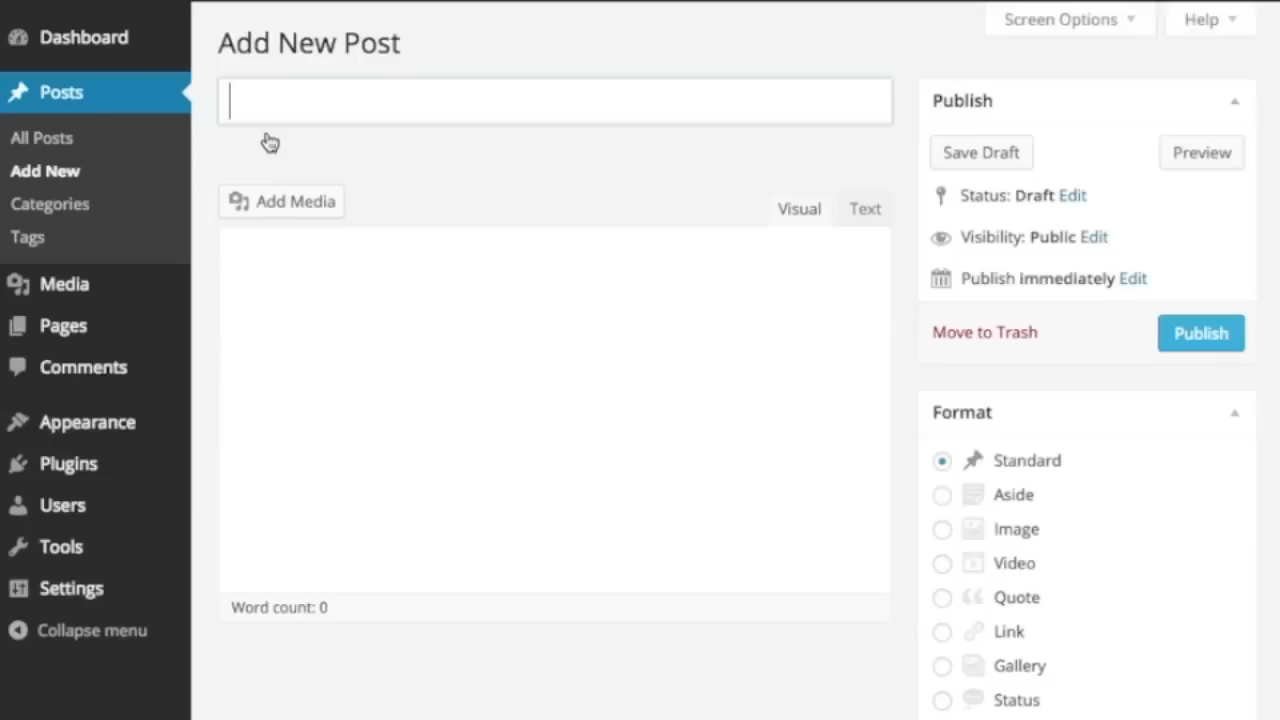 Dashboard
Posts
All Posts
Add New
Categories
Tags
Media
Pages
Comments
Appearance
Plugins
Users
Tools
Settings
Collapse menu
Screen Options
Help
Add New Post
Add Media
Visual
Text
Word count: 0
Publish
Save Draft
Preview
Status: Draft Edit
Visibility: Public Edit
Publish immediately Edit
Move to Trash
Publish
Format
Standard
Aside
Image
Video
Quote
Link
Gallery
Status